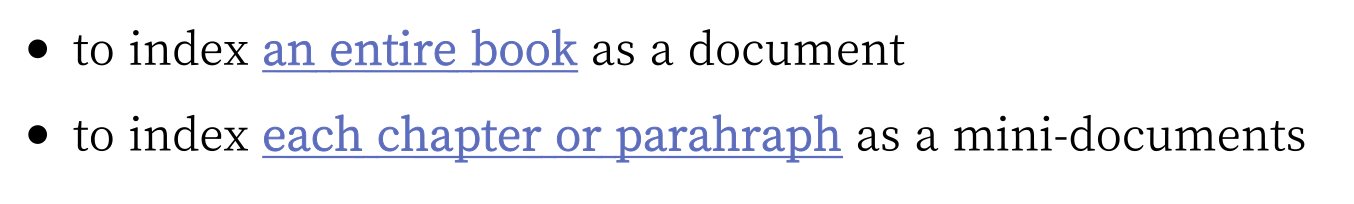 • to index an entire book as a document
• to index each chapter or parahraph as a mini-documents